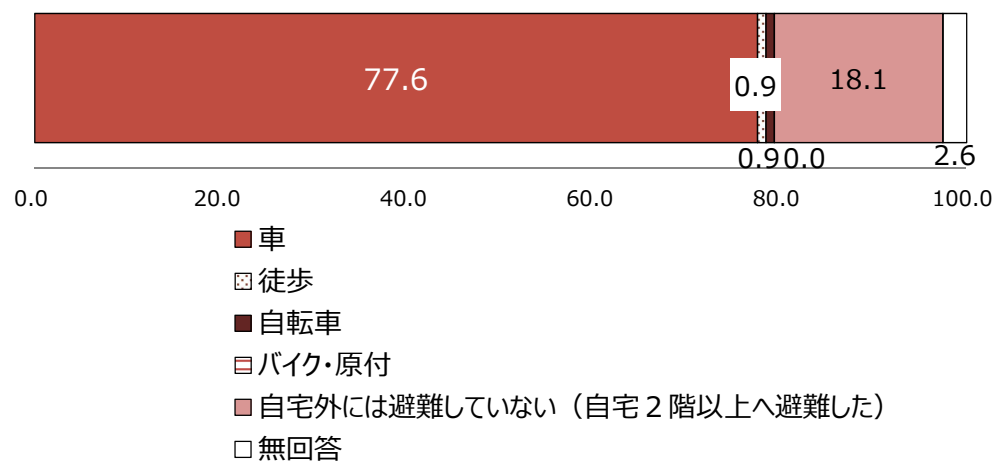 77.6
0.9
18.1
0.9
0.0
2.6
0.0 20.0 40.0 60.0 80.0 100.0
車
徒歩
自転車
バイク・原付
自宅外には避難していない（自宅２階以上へ避難した）
無回答